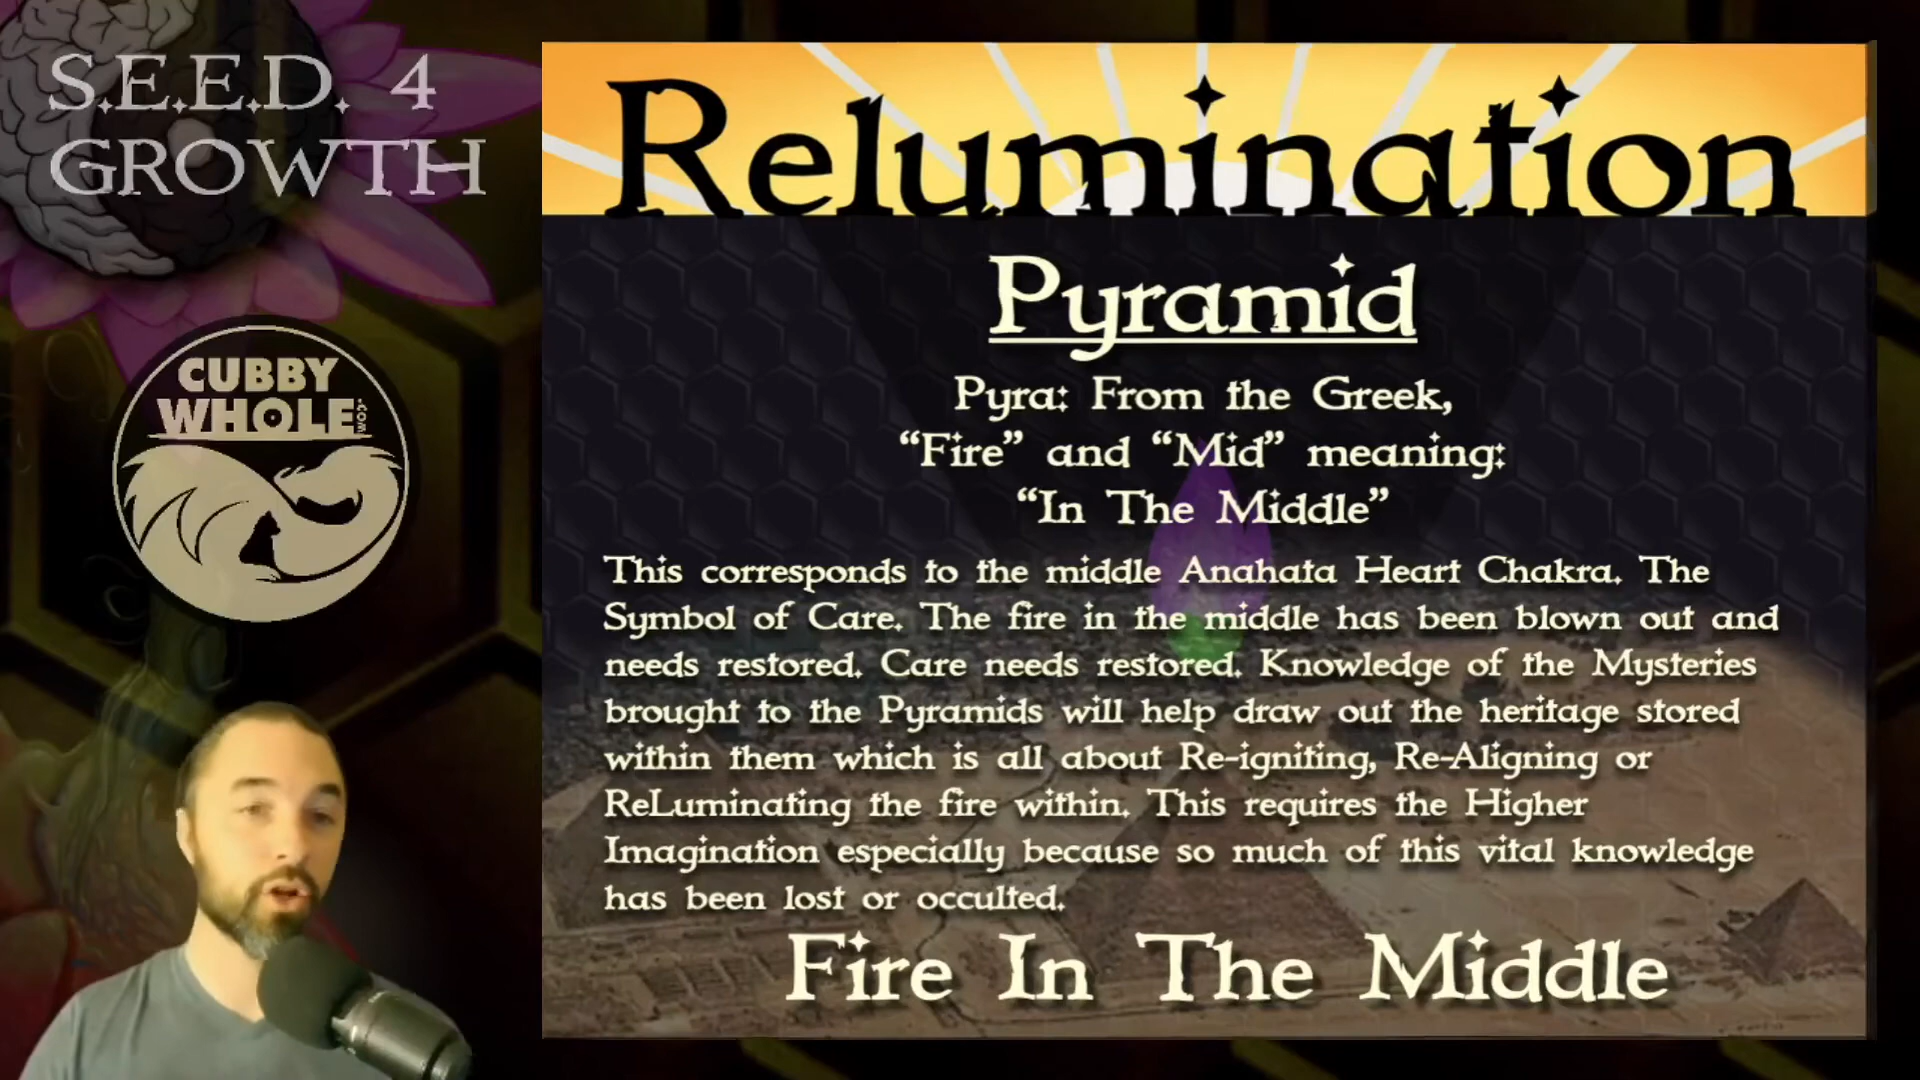 S.E.E.D. 4
GROWTH
CUBBY
WHOLE.COM
Relumination
Pyramid
Pyra: From the Greek,
“Fire” and “Mid” meaning:
“In The Middle”
This corresponds to the middle Anahata Heart Chakra. The
Symbol of Care. The fire in the middle has been blown out and
needs restored. Care needs restored. Knowledge of the Mysteries
brought to the Pyramids will help draw out the heritage stored
within them which is all about Re-igniting, Re-Aligning or
ReLuminating the fire within. This requires the Higher
Imagination especially because so much of this vital knowledge
has been lost or occulted.
Fire In The Middle